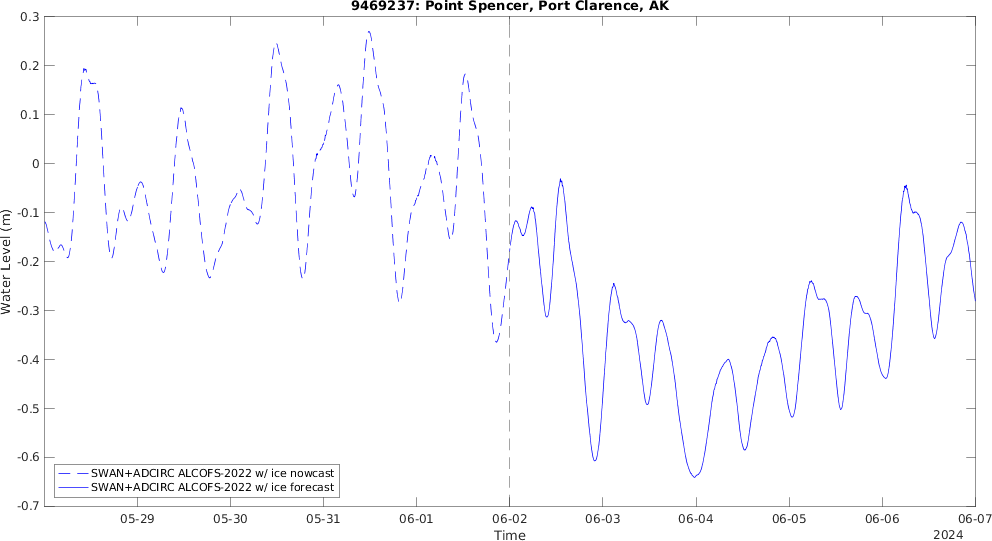 9469237: Point Spencer, Port Clarence, AK
0.3
0.2
0.1
0
-0.1
-0.2
-0.3
-0.4
-0.5
-0.6
-0.7
Water Level (m)
SWAN+ADCIRC ALCOFS-2022 w/ ice nowcast
SWAN+ADCIRC ALCOFS-2022 w/ ice forecast
05-29 05-30 05-31 06-01 06-02 06-03 06-04 06-05 06-06 06-07
Time
2024